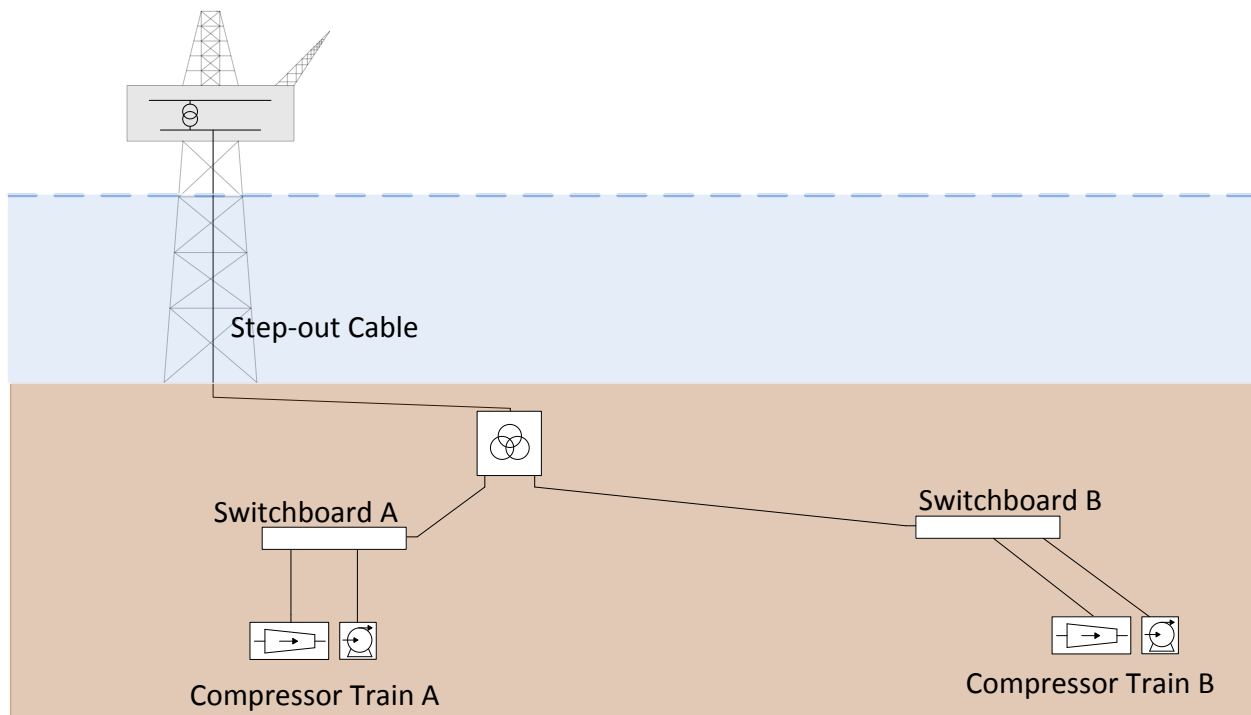 Step-out Cable
Switchboard A
Switchboard B
Compressor Train A
Compressor Train B